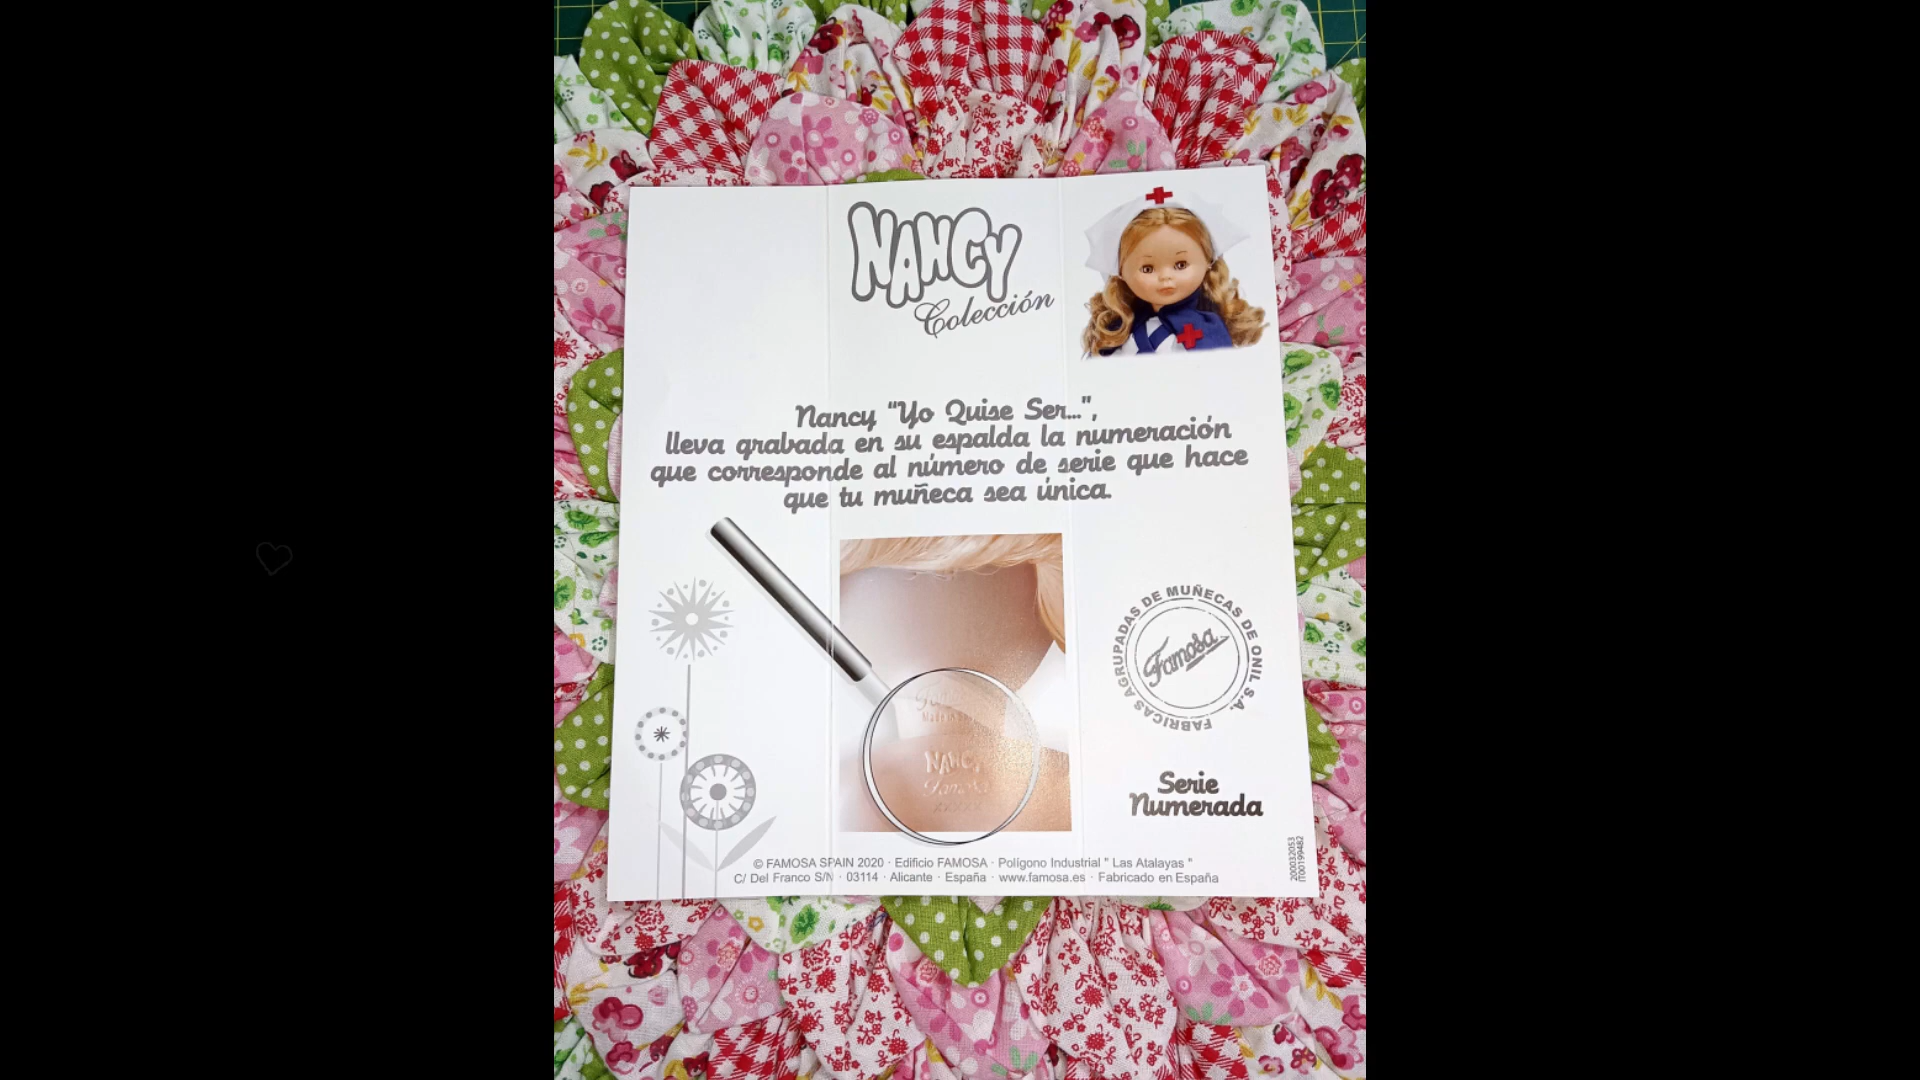 NANCY
Colección
Nancy "Yo Quise Ser...",
lleva grabada en su espalda la numeración
que corresponde al número de serie que hace
que tu muñeca sea única.
FABRICAS AGRUPADAS DE MUÑECAS DE ONIL S.A.
Famosa
Made in
NANCY
Famosa
Serie
Numerada
© FAMOSA SPAIN 2020 · Edificio FAMOSA · Polígono Industrial " Las Atalayas "
C/ Del Franco S/N · 03114 · Alicante · España · www.famosa.es · Fabricado en España